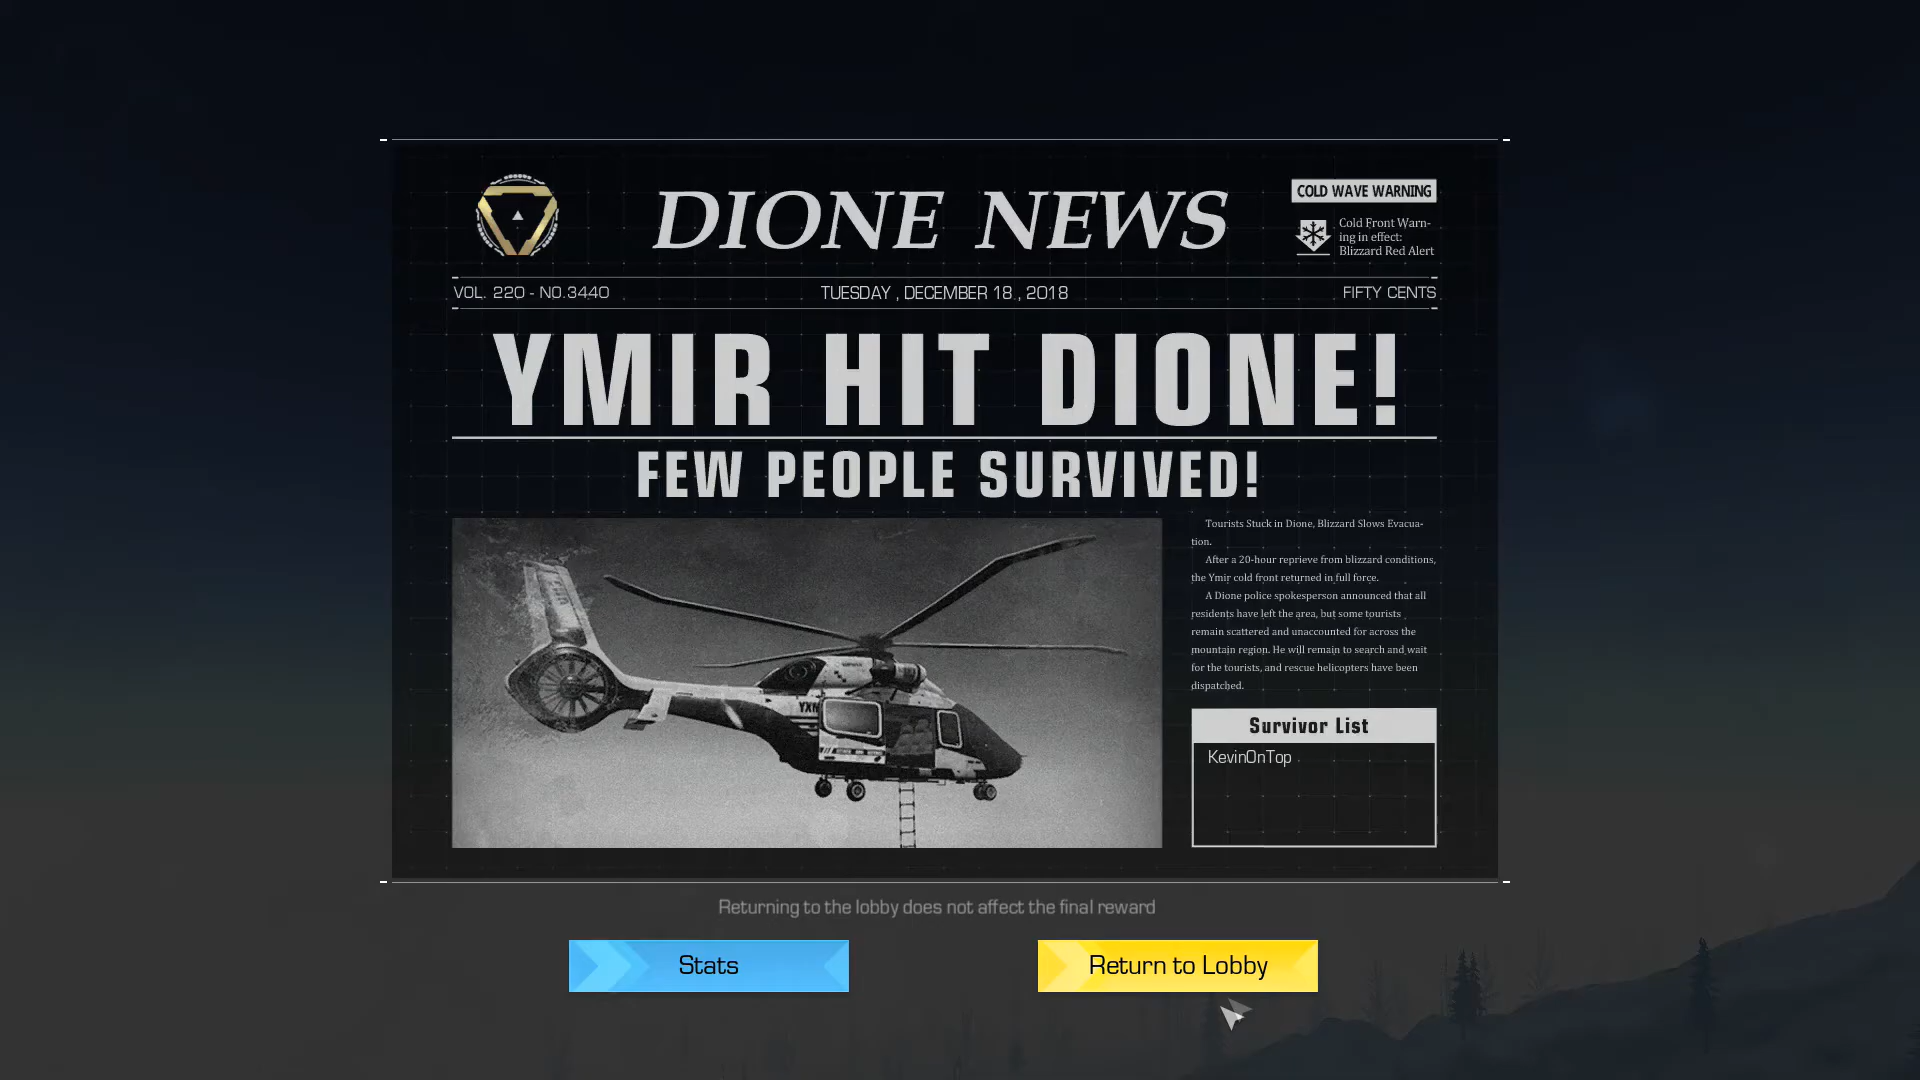 DIONE NEWS
COLD WAVE WARNING
Cold Front Warn-
ing in effect:
Blizzard Red Alert
VOL. 220 - NO.3440
TUESDAY , DECEMBER 18 , 2018
FIFTY CENTS
YMIR HIT DIONE!
FEW PEOPLE SURVIVED!
Tourists Stuck in Dione, Blizzard Slows Evacua-
tion.
After a 20-hour reprieve from blizzard conditions,
the Ymir cold front returned in full force.
A Dione police spokesperson announced that all
residents have left the area, but some tourists
remain scattered and unaccounted for across the
mountain region. He will remain to search and wait
for the tourists, and rescue helicopters have been
dispatched.
Survivor List
KevinOnTop
Returning to the lobby does not affect the final reward
Stats
Return to Lobby